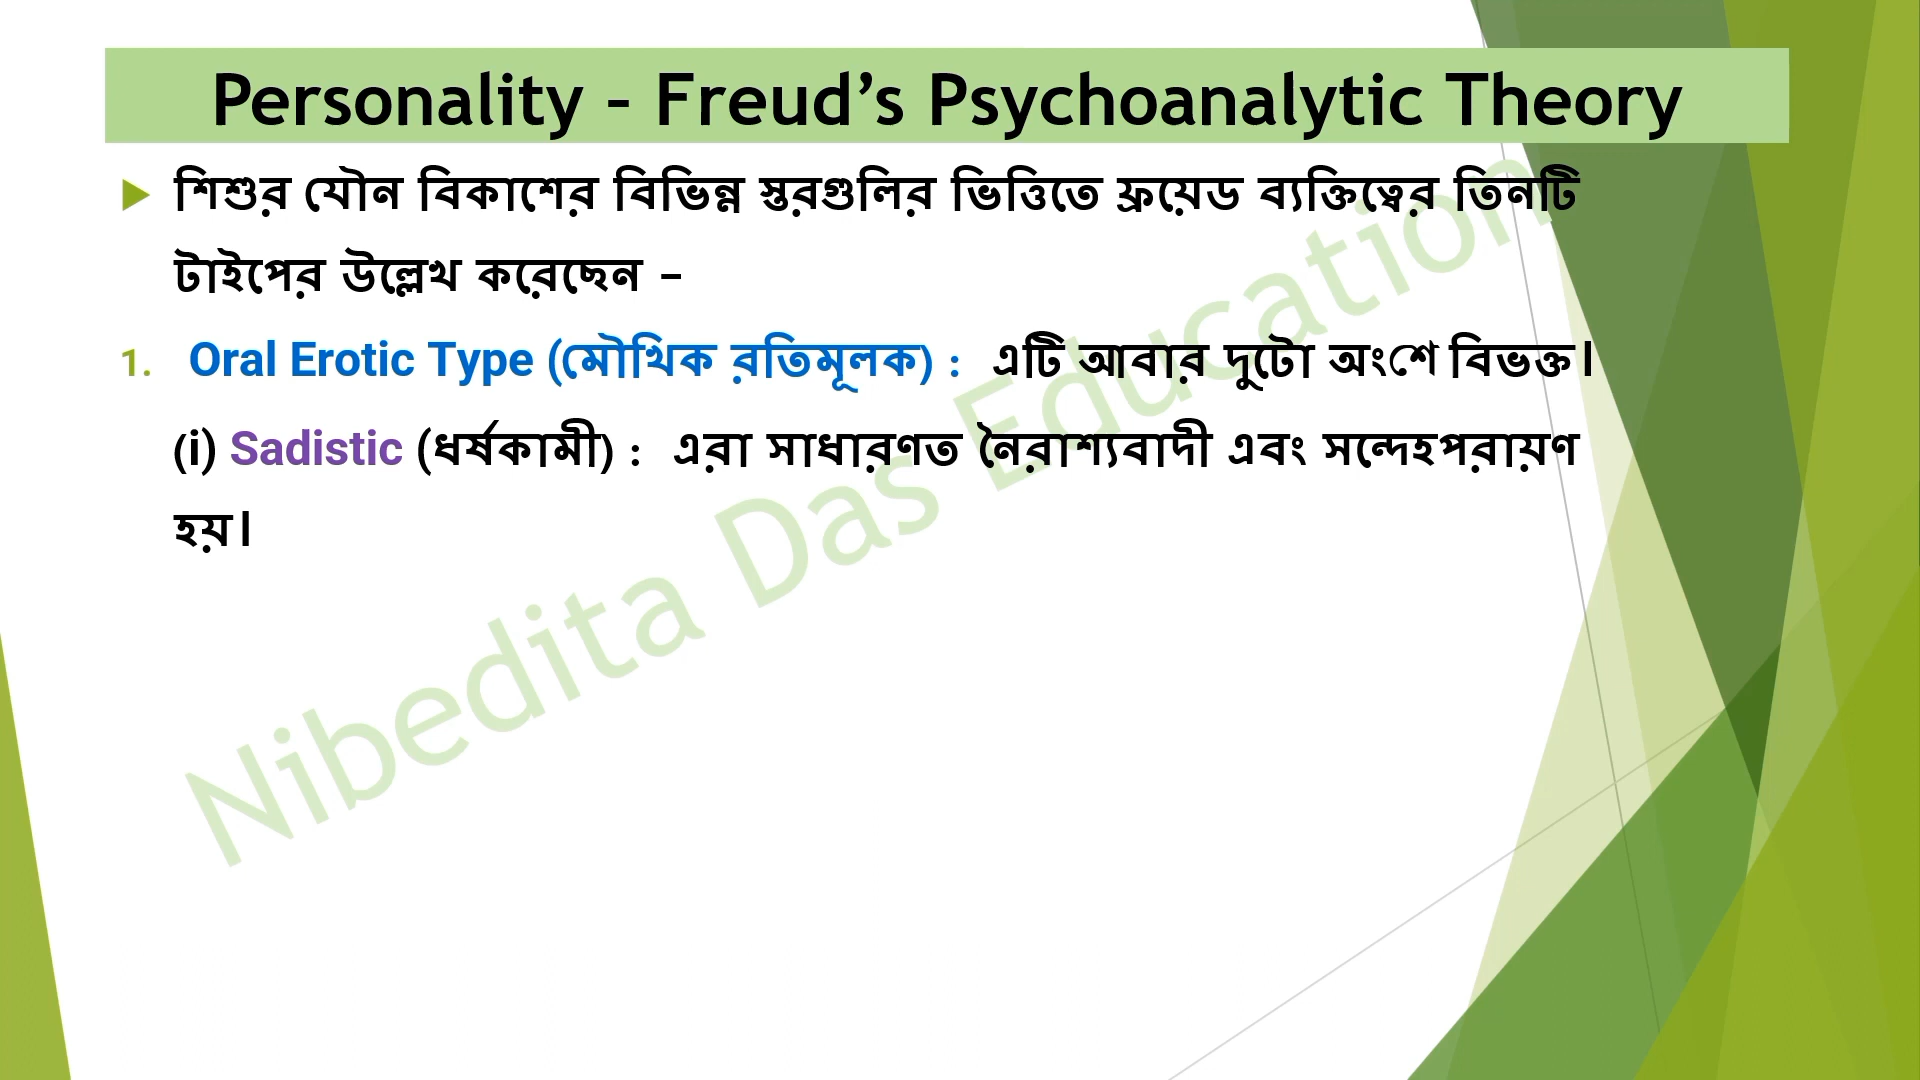 Personality – Freud’s Psychoanalytic Theory
শিশুর যৌন বিকাশের বিভিন্ন স্তরগুলির ভিত্তিতে ফ্রয়েড ব্যক্তিত্বের তিনটি
টাইপের উল্লেখ করেছেন –
1. Oral Erotic Type (মৌখিক রতিমূলক) : এটি আবার দুটো অংশে বিভক্ত।
(i) Sadistic (ধর্ষকামী) : এরা সাধারণত নৈরাশ্যবাদী এবং সন্দেহপরায়ণ
হয়।
Nibedita Das Education